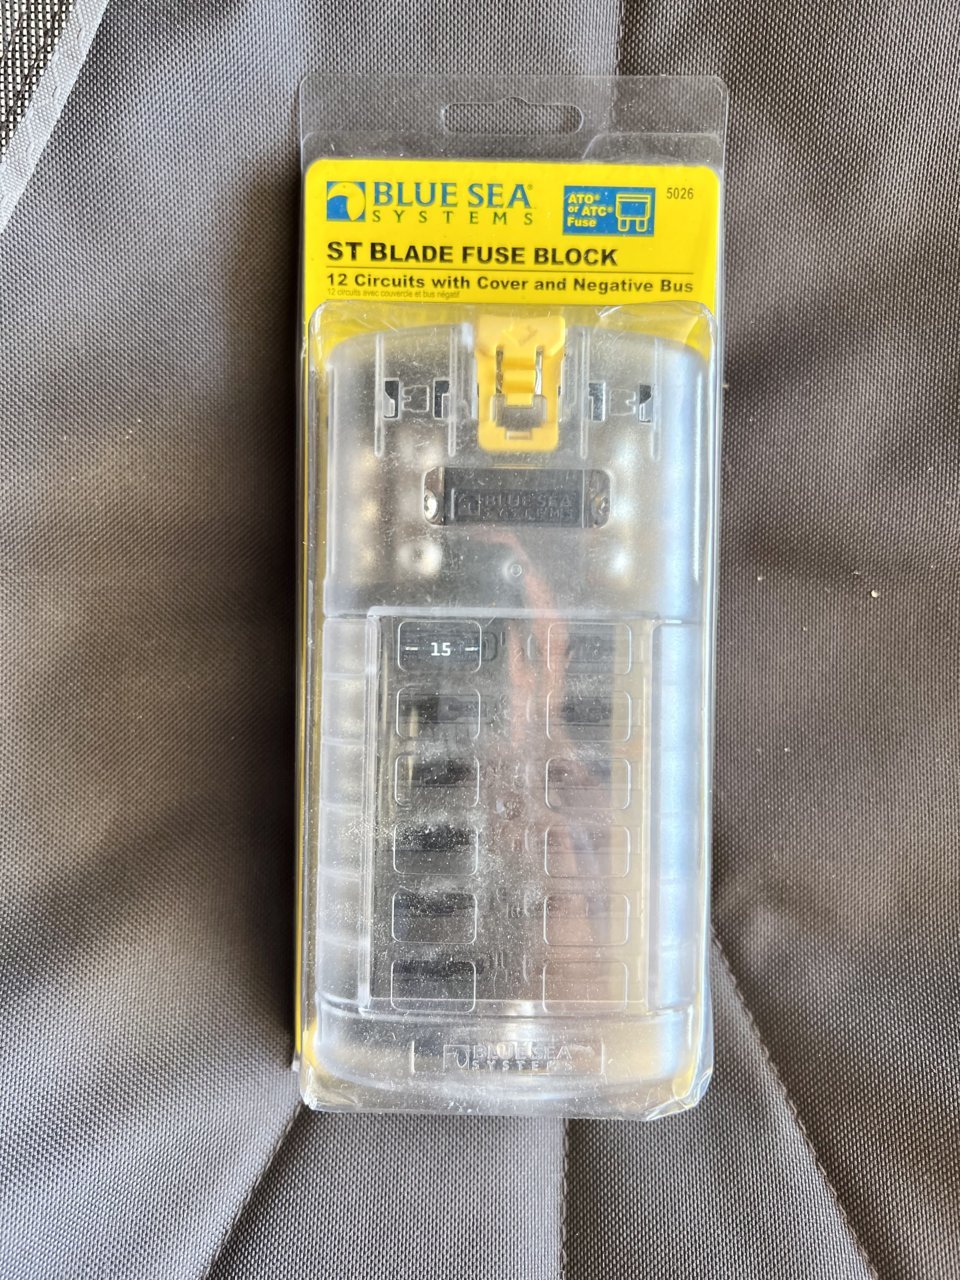 BLUE SEA®
SYSTEMS
ATO®
or ATC®
Fuse
5026
ST BLADE FUSE BLOCK
12 Circuits with Cover and Negative Bus
12 circuits avec couvercle et bus négatif
BLUE SEA
SYSTEMS
– 15 –
BLUE SEA
SYSTEMS